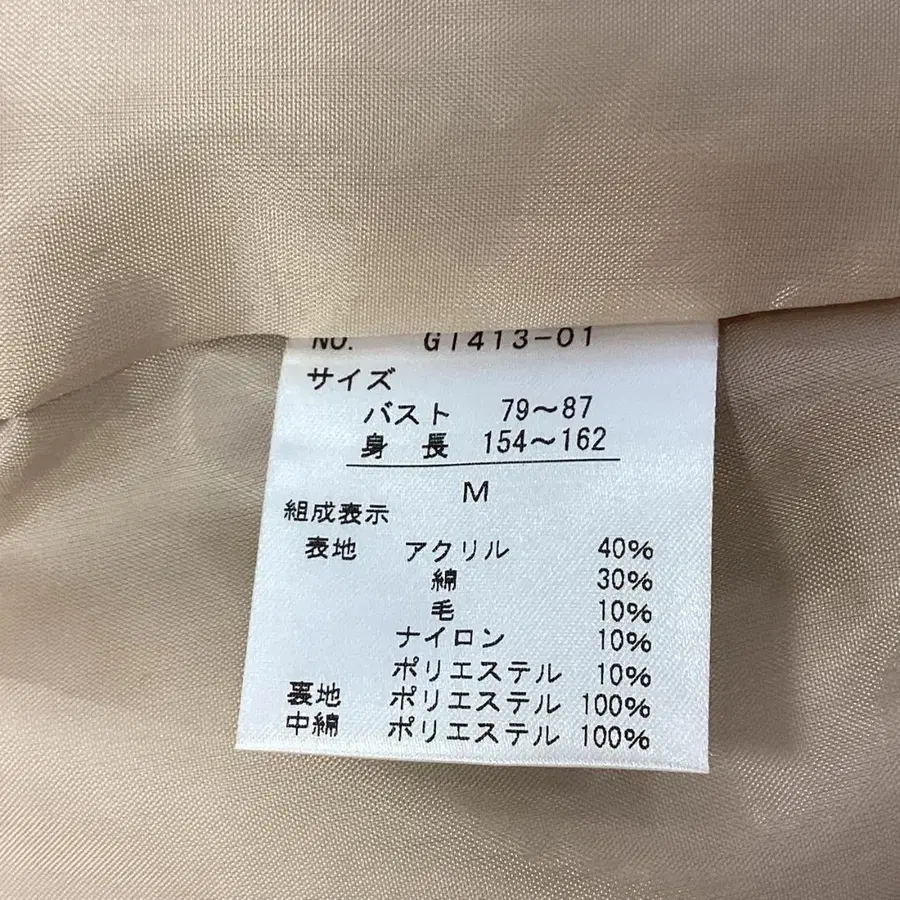 NO. G1413-01
サイズ
バスト 79～87
身 長 154～162
M
組成表示
表地 アクリル 40%
綿 30%
毛 10%
ナイロン 10%
ポリエステル 10%
裏地 ポリエステル 100%
中綿 ポリエステル 100%